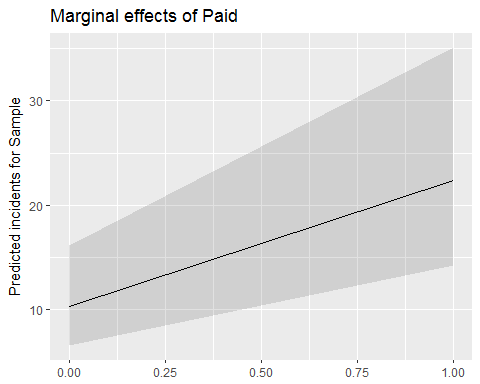 Marginal effects of Paid
Predicted incidents for Sample
30
20
10
0.00 0.25 0.50 0.75 1.00